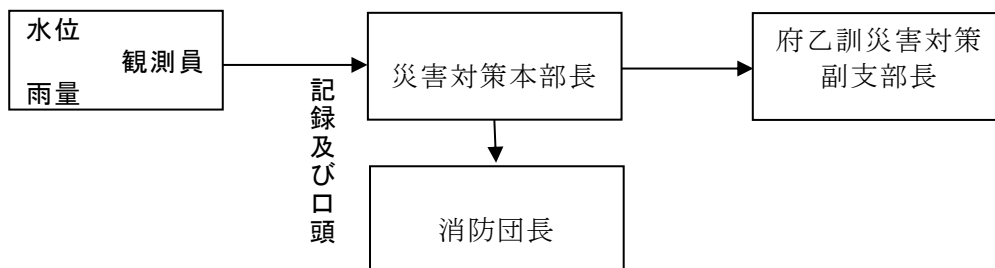 水位
観測員
雨量
記録及び口頭
災害対策本部長
府乙訓災害対策
副支部長
消防団長